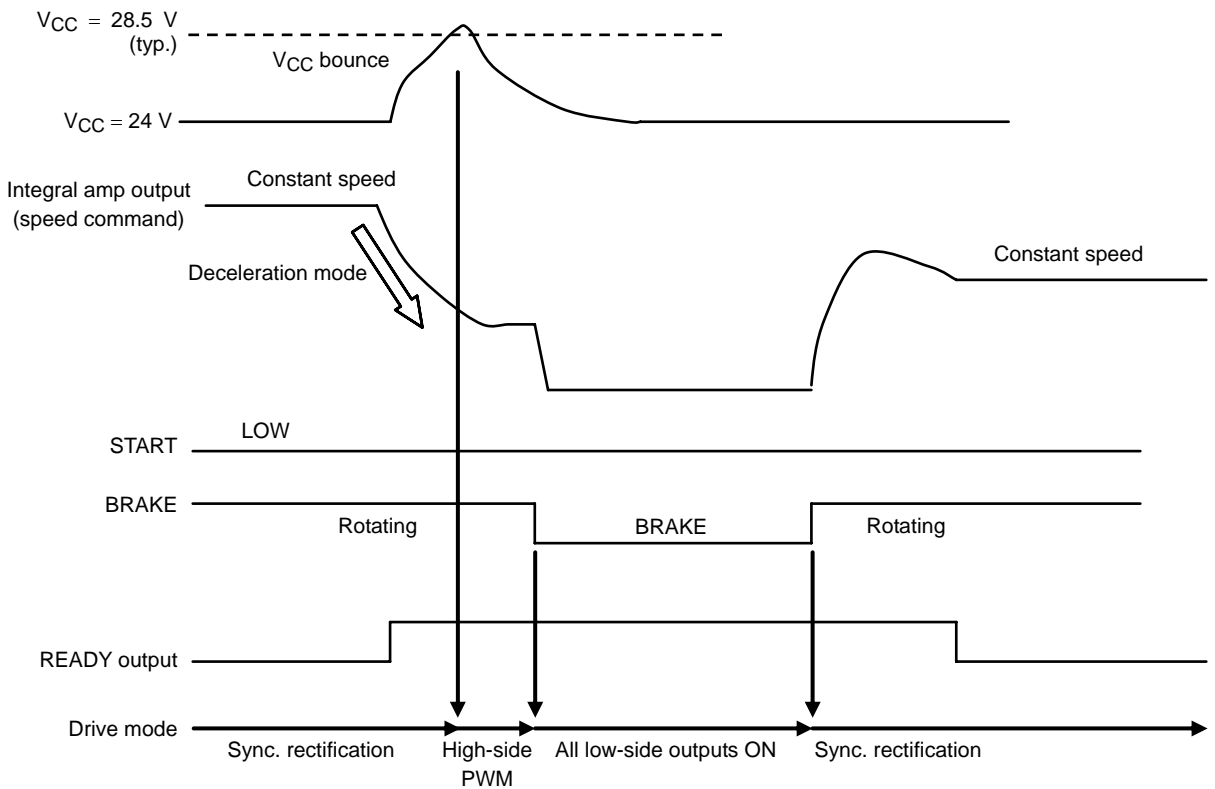 VCC = 28.5 V
(typ.)
VCC bounce
VCC = 24 V
Integral amp output
(speed command)
Constant speed
Deceleration mode
Constant speed
START
LOW
BRAKE
Rotating
BRAKE
Rotating
READY output
Drive mode
Sync. rectification
High-side
PWM
All low-side outputs ON
Sync. rectification